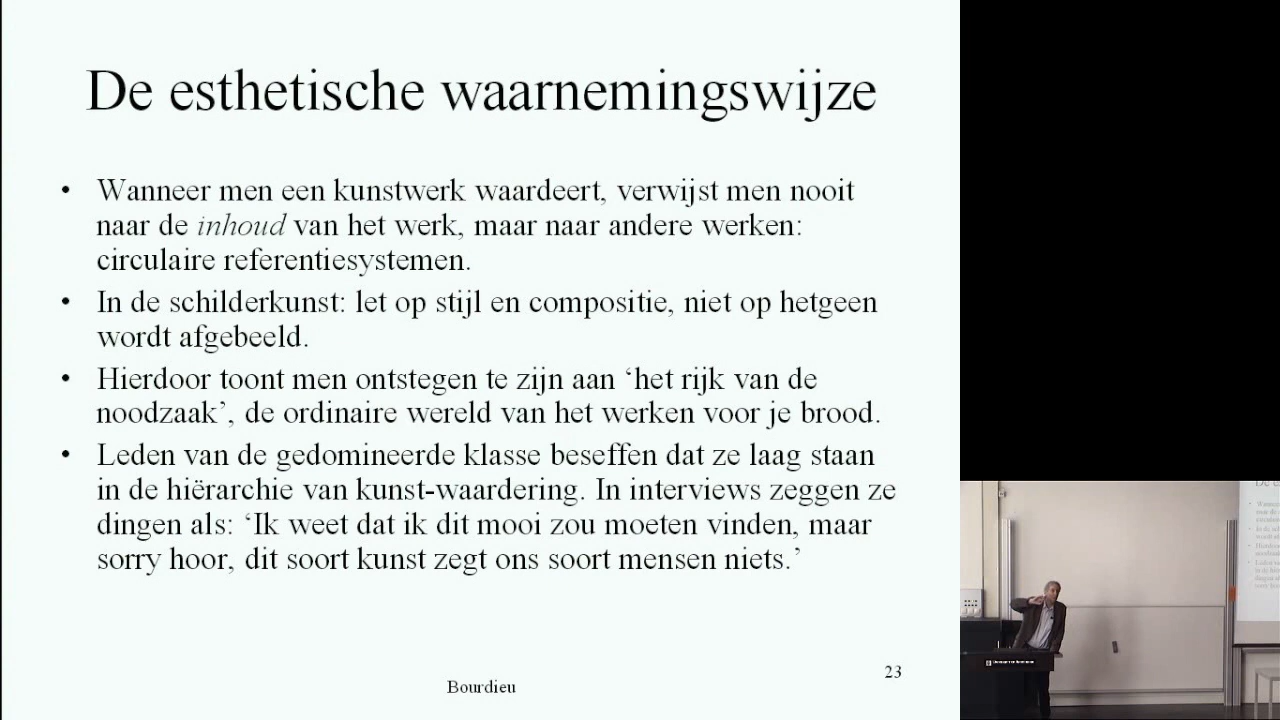 De esthetische waarnemingswijze
• Wanneer men een kunstwerk waardeert, verwijst men nooit
naar de inhoud van het werk, maar naar andere werken:
circulaire referentiesystemen.
• In de schilderkunst: let op stijl en compositie, niet op hetgeen
wordt afgebeeld.
• Hierdoor toont men ontstegen te zijn aan ‘het rijk van de
noodzaak’, de ordinaire wereld van het werken voor je brood.
• Leden van de gedomineerde klasse beseffen dat ze laag staan
in de hiërarchie van kunst-waardering. In interviews zeggen ze
dingen als: ‘Ik weet dat ik dit mooi zou moeten vinden, maar
sorry hoor, dit soort kunst zegt ons soort mensen niets.’
Bourdieu
23